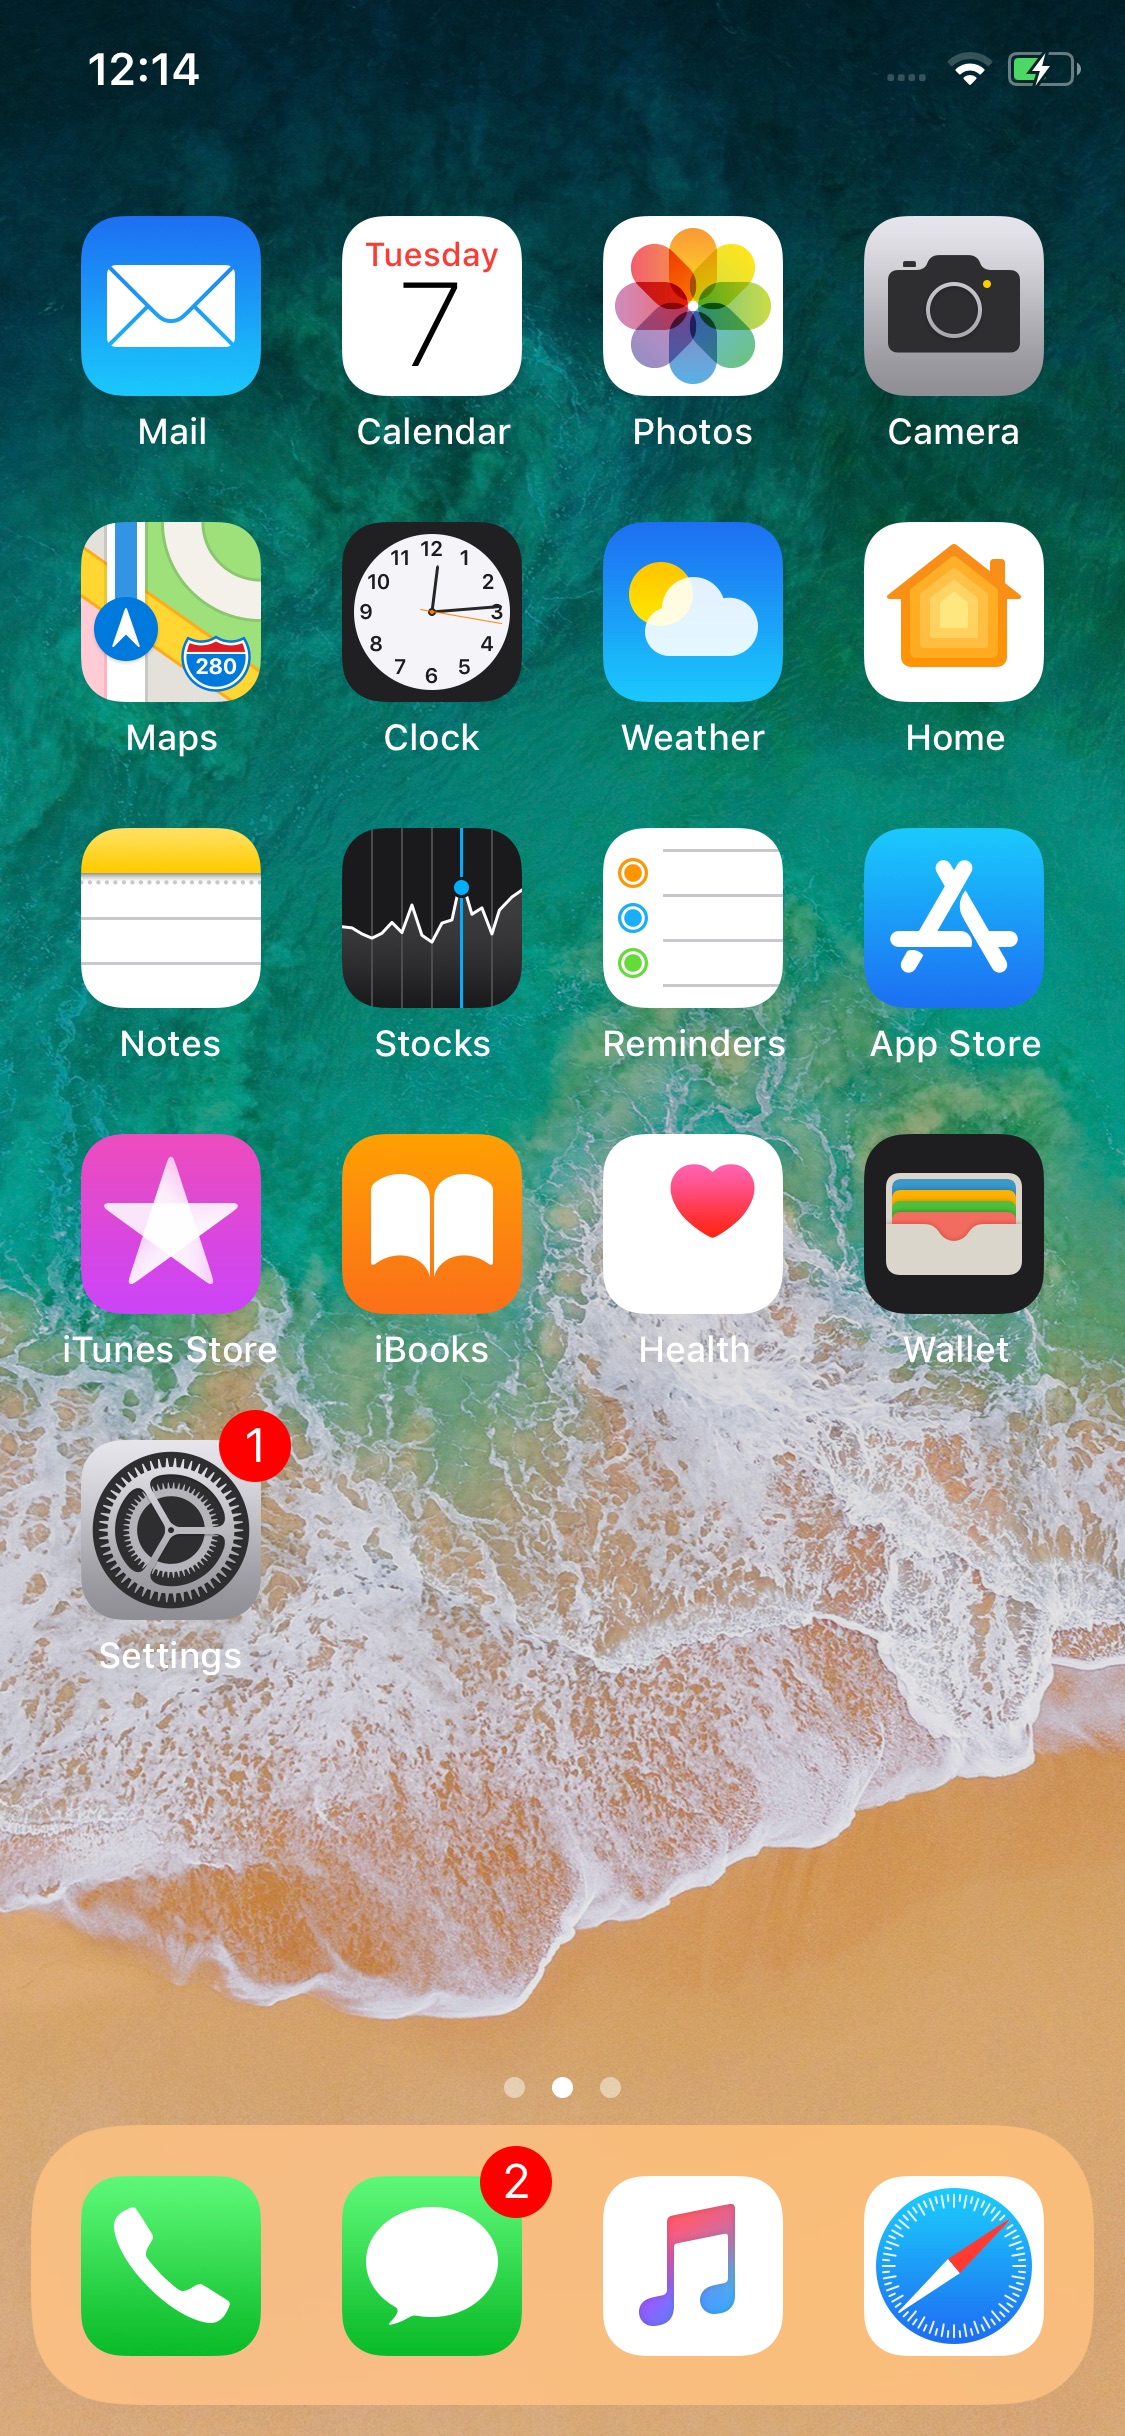 12:14
Tuesday
7
Mail Calendar Photos Camera
12
11 1
10 2
9 3
8 4
7 5
6
280
Maps Clock Weather Home
Notes Stocks Reminders App Store
iTunes Store iBooks Health Wallet
1
Settings
2